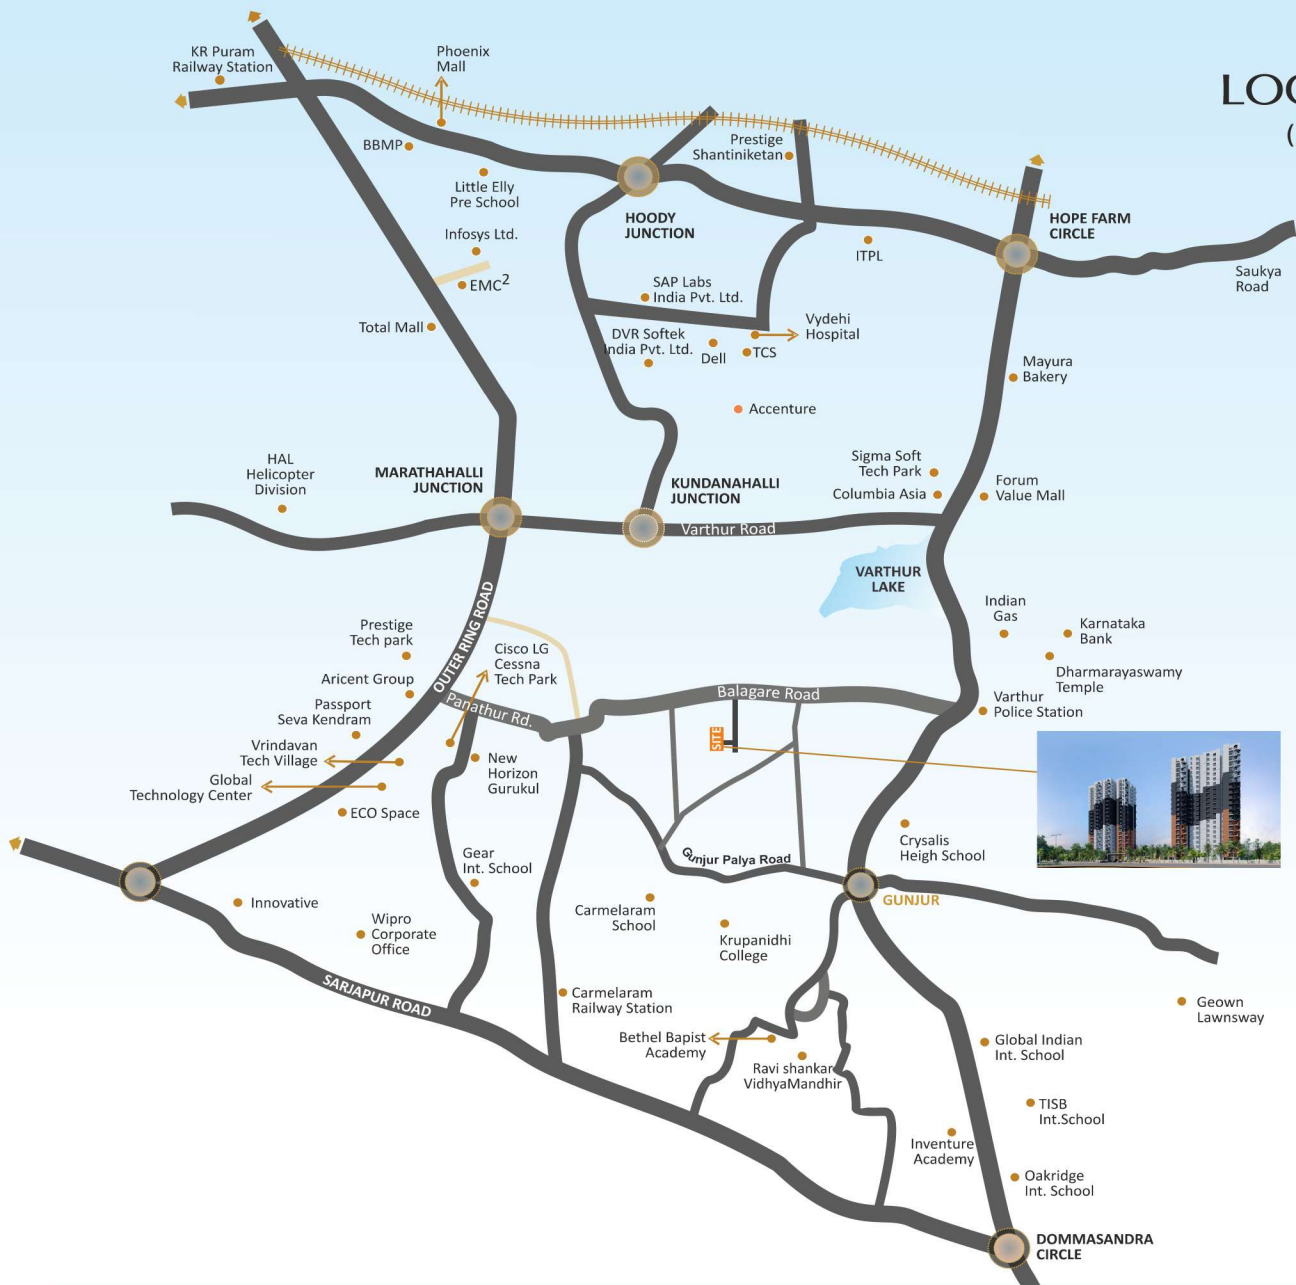 LOC
(
KR Puram
Railway Station
Phoenix
Mall
BBMP
Little Elly
Pre School
Prestige
Shantiniketan
HOODY
JUNCTION
HOPE FARM
CIRCLE
Infosys Ltd.
EMC2
ITPL
Saukya
Road
SAP Labs
India Pvt. Ltd.
Total Mall
DVR Softek
India Pvt. Ltd.
Dell
TCS
Vydehi
Hospital
Mayura
Bakery
Accenture
HAL
Helicopter
Division
MARATHAHALLI
JUNCTION
KUNDANAHALLI
JUNCTION
Sigma Soft
Tech Park
Columbia Asia
Forum
Value Mall
Varthur Road
VARTHUR
LAKE
Indian
Gas
Karnataka
Bank
Dharmarayaswamy
Temple
Varthur
Police Station
OUTER RING ROAD
Prestige
Tech park
Cisco LG
Cessna
Tech Park
Aricent Group
Passport
Seva Kendram
Panathur Rd.
Balagare Road
SITE
Vrindavan
Tech Village
Global
Technology Center
New
Horizon
Gurukul
ECO Space
Crysalis
Heigh School
Gunjur Palya Road
Gear
Int. School
GUNJUR
Innovative
Wipro
Corporate
Office
Carmelaram
School
Krupanidhi
College
SARJAPUR ROAD
Carmelaram
Railway Station
Geown
Lawnsway
Bethel Bapist
Academy
Ravi shankar
VidhyaMandhir
Global Indian
Int. School
TISB
Int.School
Inventure
Academy
Oakridge
Int. School
DOMMASANDRA
CIRCLE